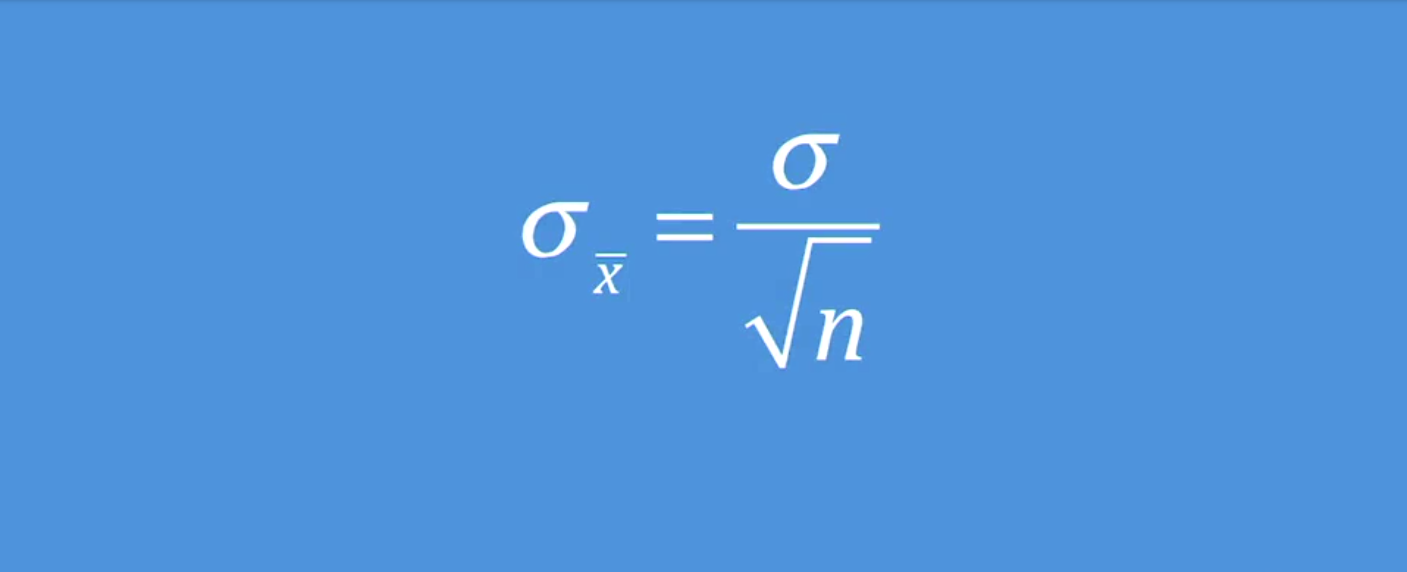 σ_x̅ = σ/√n